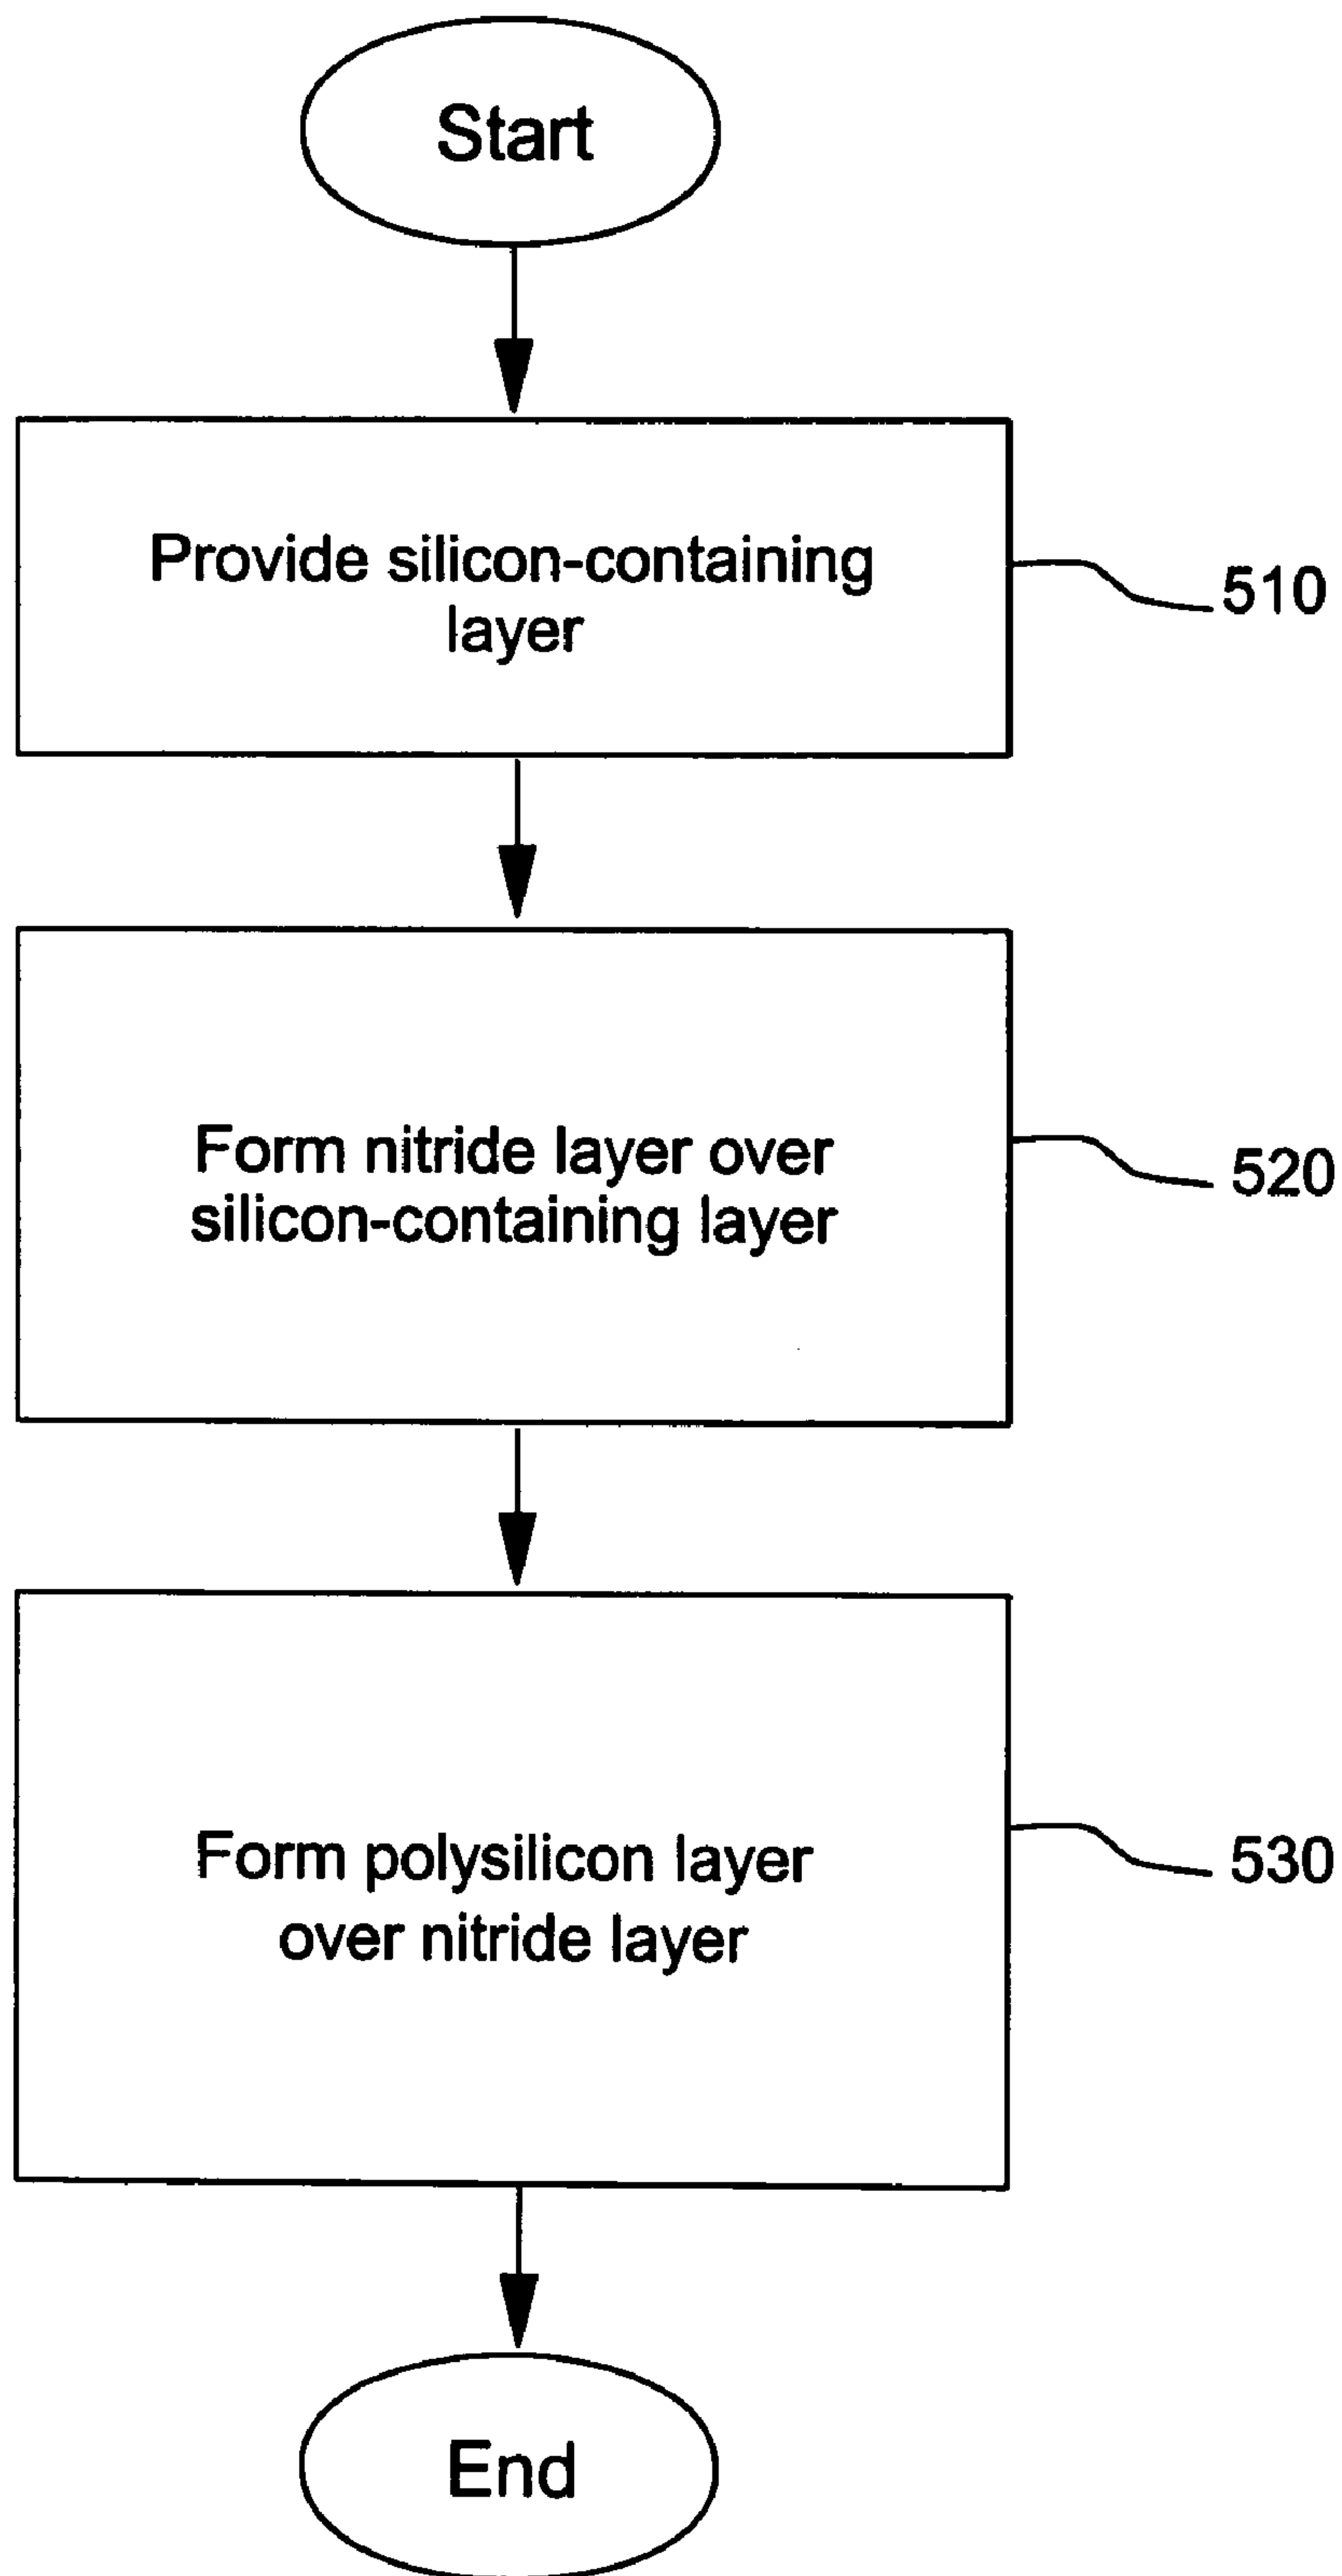 Start
Provide silicon-containing
layer
510
Form nitride layer over
silicon-containing layer
520
Form polysilicon layer
over nitride layer
530
End